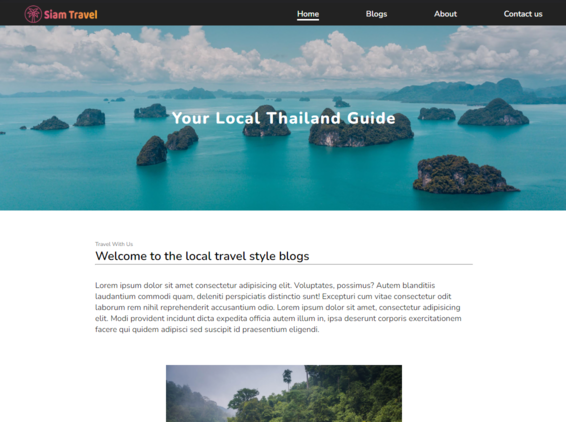 Siam Travel
Home Blogs About Contact us
Your Local Thailand Guide
Travel With Us
Welcome to the local travel style blogs
Lorem ipsum dolor sit amet consectetur adipisicing elit. Voluptates, possimus? Autem blanditiis
laudantium commodi quam, deleniti perspiciatis distinctio sunt! Excepturi cum vitae consectetur odit
laborum rem nihil reprehenderit accusantium odio. Lorem ipsum dolor sit amet, consectetur adipisicing
elit. Modi provident incidunt dicta expedita officia autem illum in, ipsa deserunt corporis exercitationem
facere qui quidem adipisci sed suscipit id praesentium eligendi.